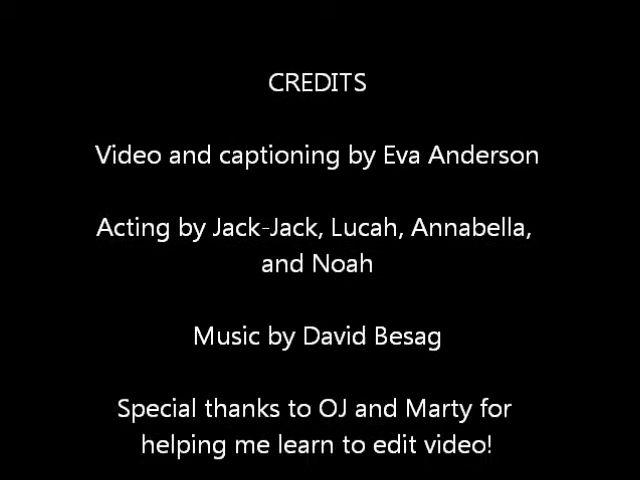 CREDITS
Video and captioning by Eva Anderson
Acting by Jack-Jack, Lucah, Annabella,
and Noah
Music by David Besag
Special thanks to OJ and Marty for
helping me learn to edit video!